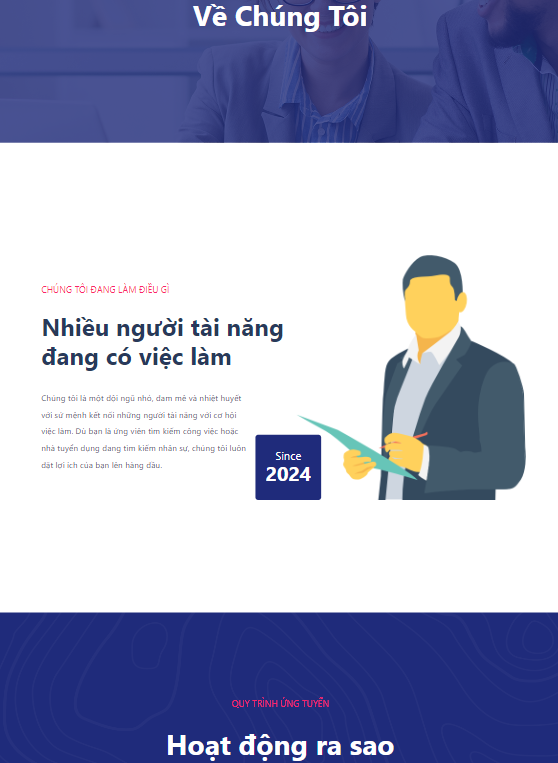 Về Chúng Tôi
CHÚNG TÔI ĐANG LÀM ĐIỀU GÌ
Nhiều người tài năng
đang có việc làm
Chúng tôi là một đội ngũ nhỏ, đam mê và nhiệt huyết
với sứ mệnh kết nối những người tài năng với cơ hội
việc làm. Dù bạn là ứng viên tìm kiếm công việc hoặc
nhà tuyển dụng đang tìm kiếm nhân sự, chúng tôi luôn
đặt lợi ích của bạn lên hàng đầu.
Since
2024
QUY TRÌNH ỨNG TUYỂN
Hoạt động ra sao